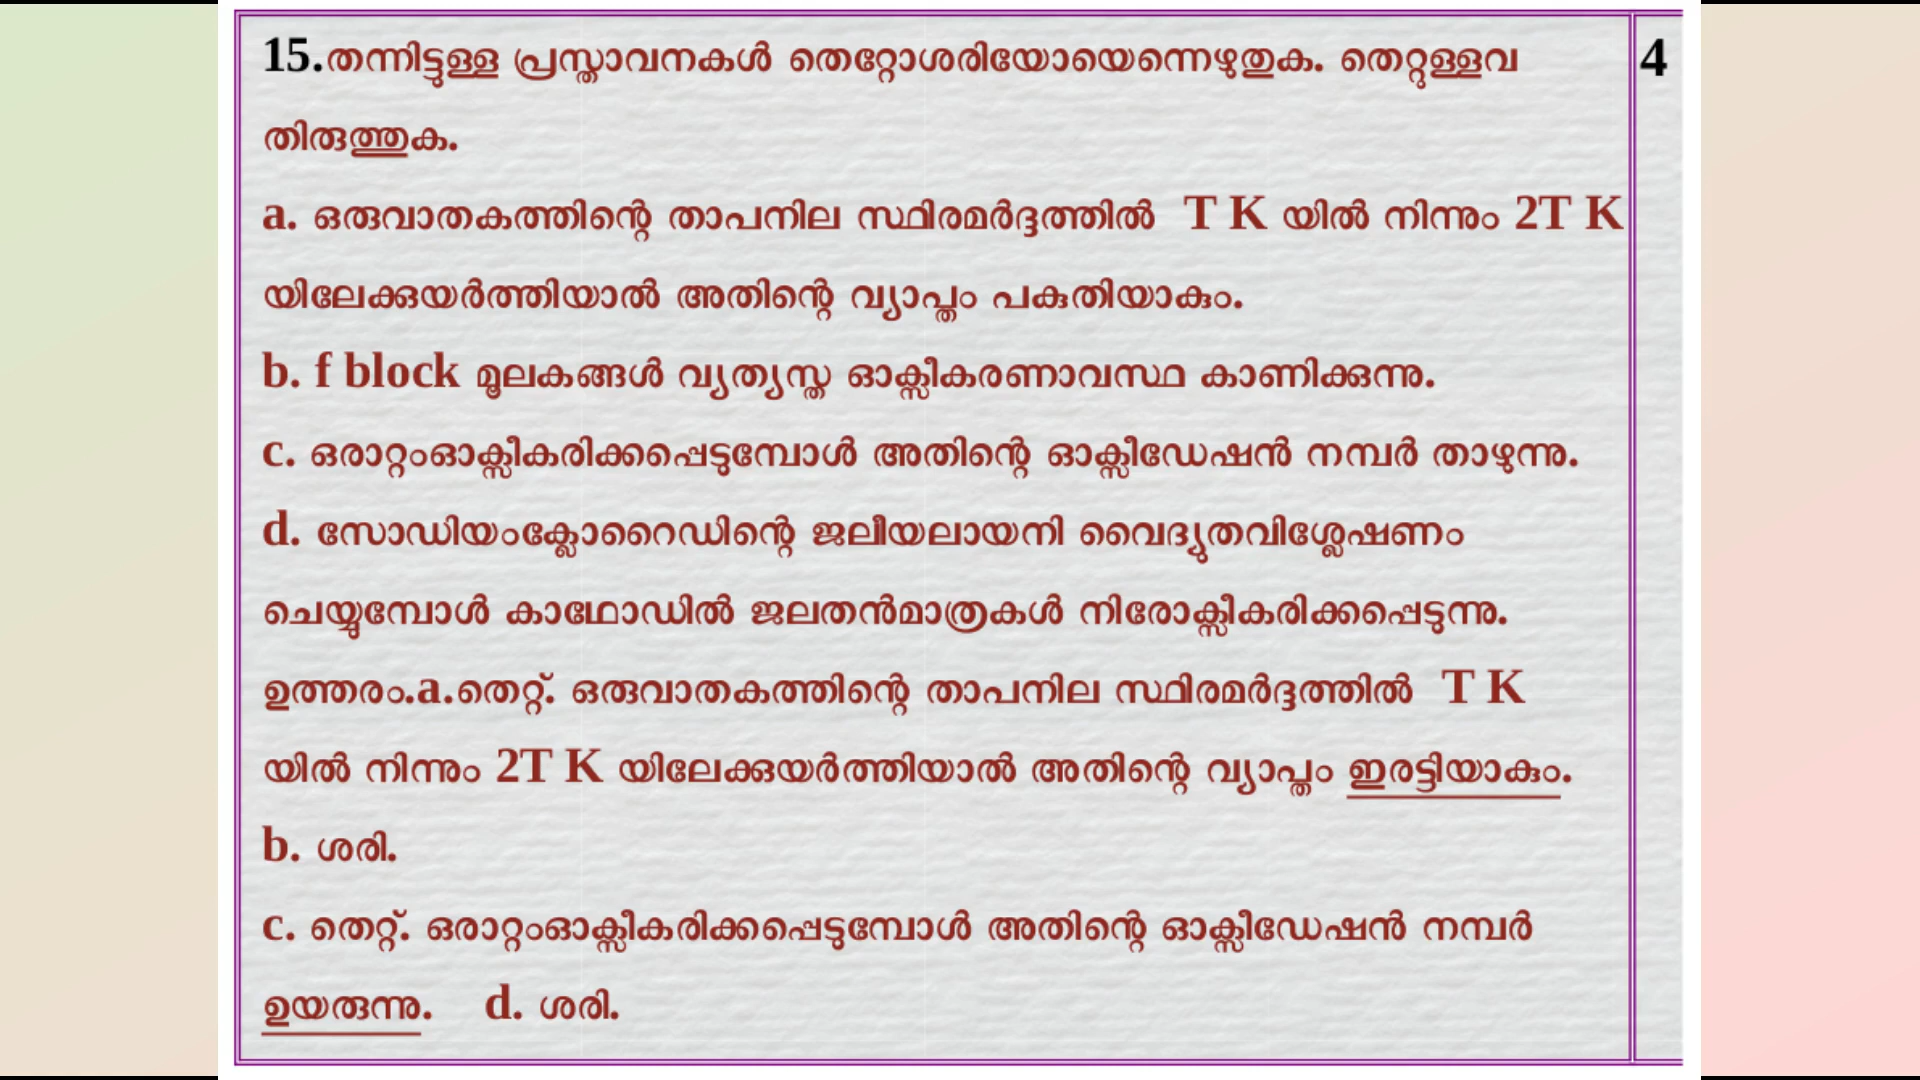 15.തന്നിട്ടുള്ള പ്രസ്താവനകൾ തെറ്റോശരിയോയെന്നെഴുതുക. തെറ്റുള്ളവ
4
തിരുത്തുക.
a. ഒരുവാതകത്തിന്റെ താപനില സ്ഥിരമർദ്ദത്തിൽ T K യിൽ നിന്നും 2T K
യിലേക്കുയർത്തിയാൽ അതിന്റെ വ്യാപ്തം പകുതിയാകും.
b. f block മൂലകങ്ങൾ വ്യത്യസ്ത ഓക്സീകരണാവസ്ഥ കാണിക്കുന്നു.
c. ഒരാറ്റംഓക്സീകരിക്കപ്പെടുമ്പോൾ അതിന്റെ ഓക്സീഡേഷൻ നമ്പർ താഴുന്നു.
d. സോഡിയംക്ലോറൈഡിന്റെ ജലീയലായനി വൈദ്യുതവിശ്ലേഷണം
ചെയ്യുമ്പോൾ കാഥോഡിൽ ജലതൻമാത്രകൾ നിരോക്സീകരിക്കപ്പെടുന്നു.
ഉത്തരം.a.തെറ്റ്. ഒരുവാതകത്തിന്റെ താപനില സ്ഥിരമർദ്ദത്തിൽ T K
യിൽ നിന്നും 2T K യിലേക്കുയർത്തിയാൽ അതിന്റെ വ്യാപ്തം ഇരട്ടിയാകും.
b. ശരി.
c. തെറ്റ്. ഒരാറ്റംഓക്സീകരിക്കപ്പെടുമ്പോൾ അതിന്റെ ഓക്സീഡേഷൻ നമ്പർ
ഉയരുന്നു. d. ശരി.